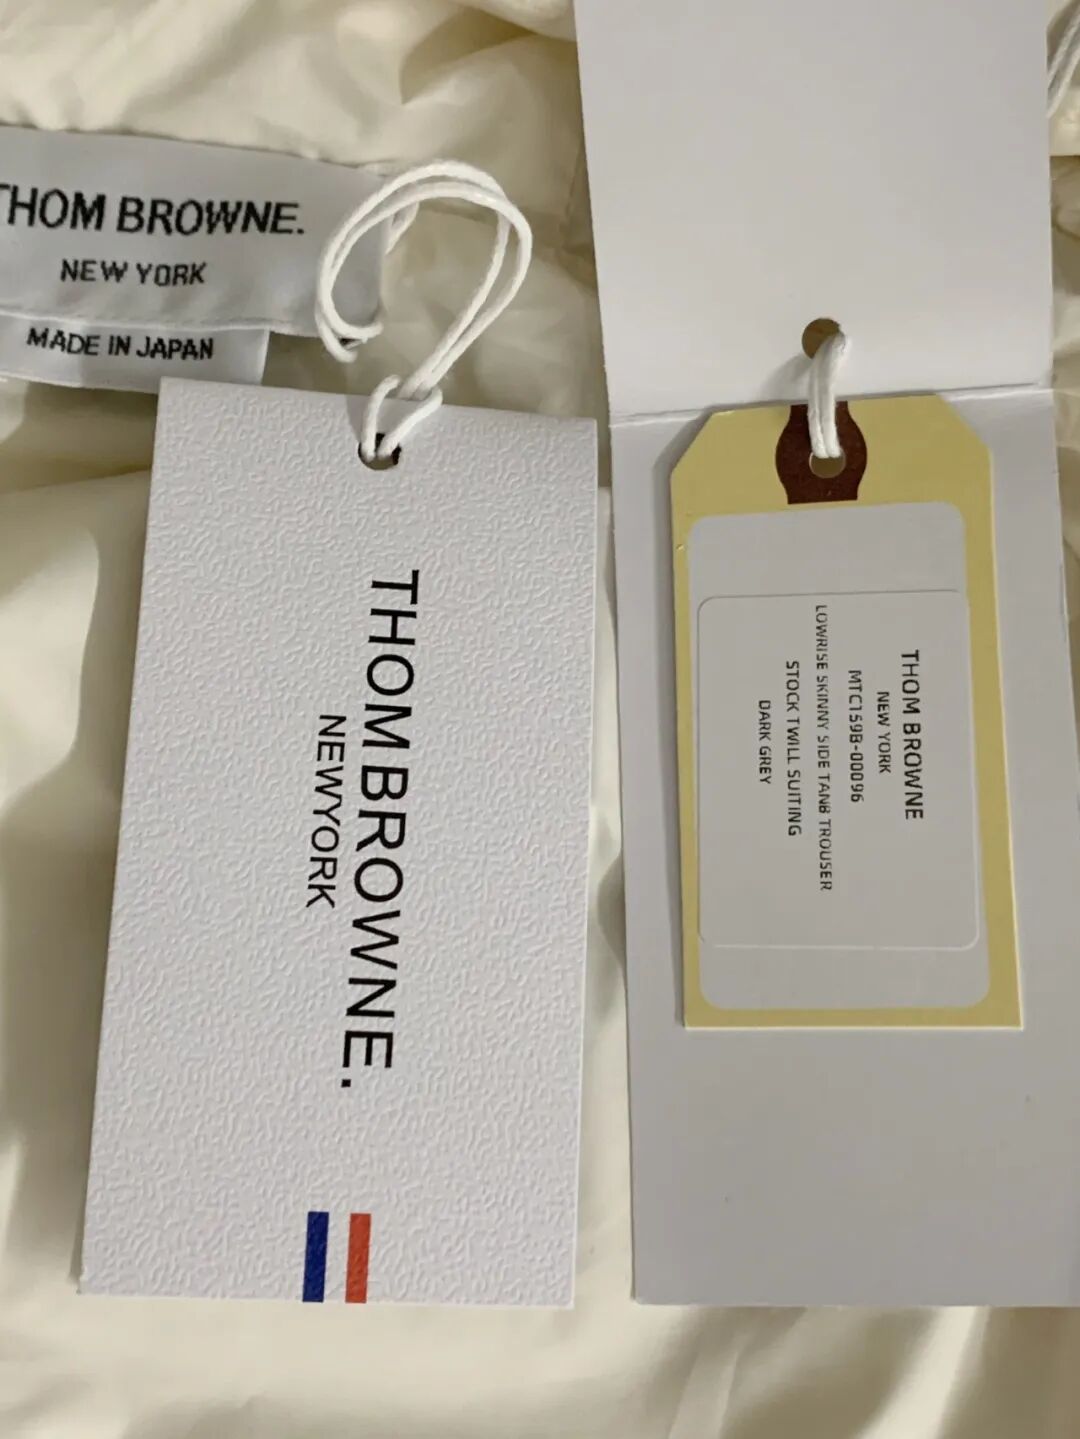 THOM BROWNE.
NEW YORK
MADE IN JAPAN
THOM BROWNE.
NEWYORK
THOM BROWNE
NEW YORK
MTC159B-00096
LOWRISE SKINNY SIDE TANB TROUSER
STOCK TWILL SUITING
DARK GREY